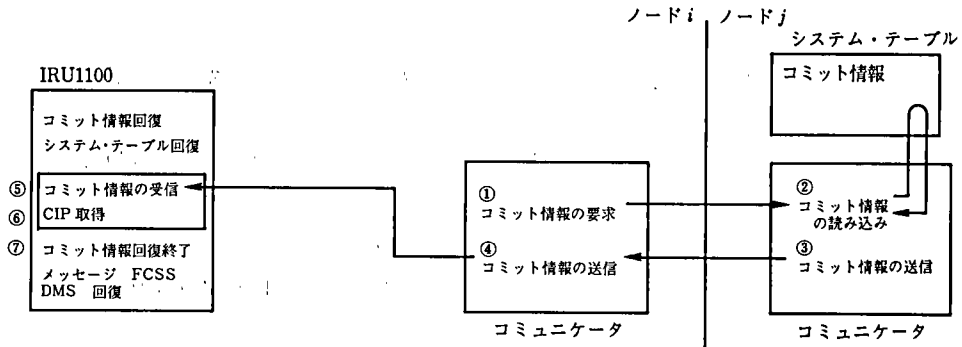 ノード i
ノード j
システム・テーブル
コミット情報
IRU1100
コミット情報回復
システム・テーブル回復
⑤ コミット情報の受信
⑥ CIP 取得
⑦ コミット情報回復終了
メッセージ FCSS
DMS 回復
①
コミット情報の要求
④
コミット情報の送信
コミュニケータ
②
コミット情報
の読み込み
③
コミット情報の送信
コミュニケータ